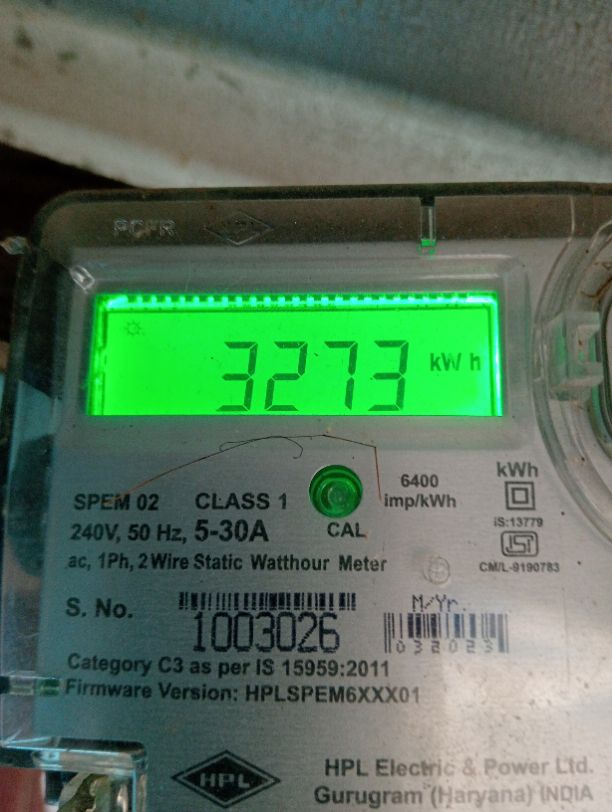 HPL
3273 kWh
SPEM 02 CLASS 1
6400 imp/kWh
kWh
240V, 50 Hz, 5-30A
CAL
IS:13779
ISI
ac, 1Ph, 2 Wire Static Watthour Meter
CM/L-9190783
S. No.
1003026
M/Yr.
032023
Category C3 as per IS 15959:2011
Firmware Version: HPLSPEM6XXX01
HPL
HPL Electric & Power Ltd.
Gurugram (Haryana) INDIA